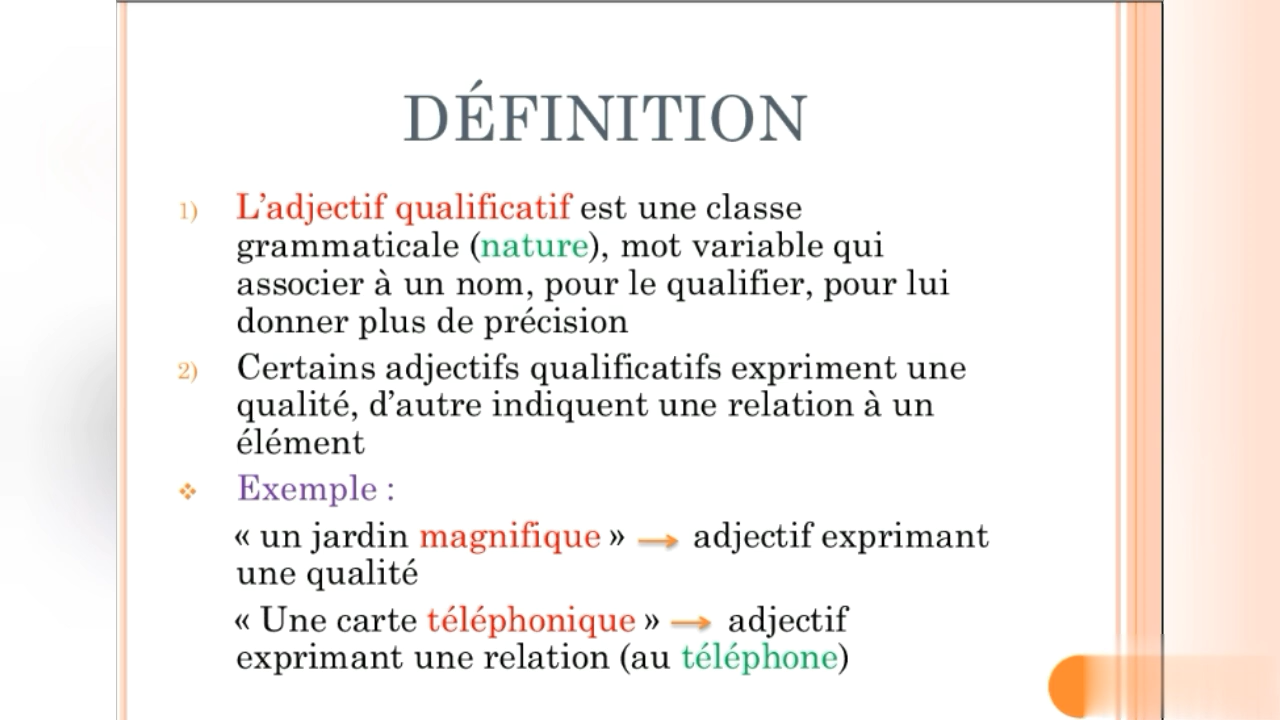 DÉFINITION
1) L’adjectif qualificatif est une classe
grammaticale (nature), mot variable qui
associer à un nom, pour le qualifier, pour lui
donner plus de précision
2) Certains adjectifs qualificatifs expriment une
qualité, d’autre indiquent une relation à un
élément
❖ Exemple :
« un jardin magnifique » → adjectif exprimant
une qualité
« Une carte téléphonique » → adjectif
exprimant une relation (au téléphone)